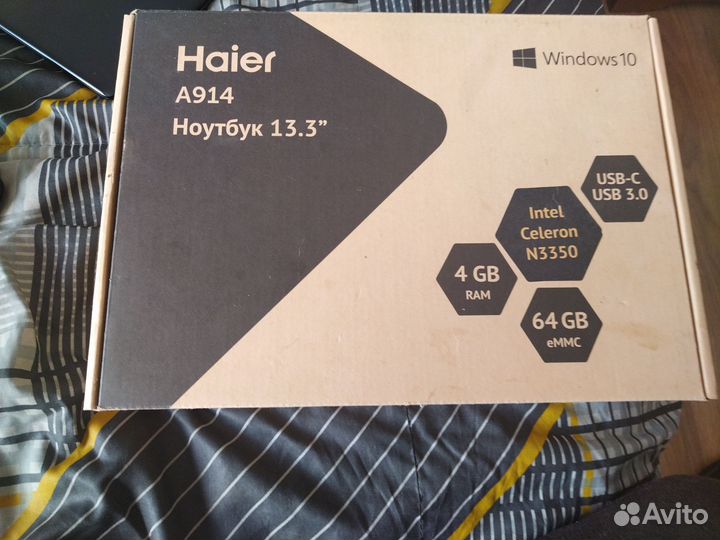 Haier
A914
Ноутбук 13.3”
Windows10
USB-C
USB 3.0
Intel
Celeron
N3350
4 GB
RAM
64 GB
eMMC
Avito